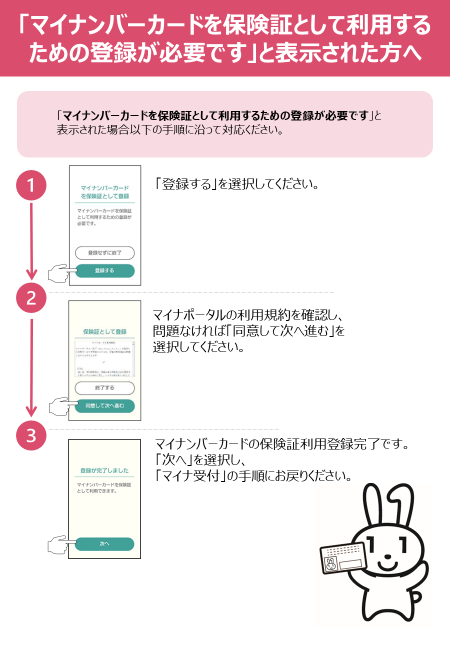 「マイナンバーカードを保険証として利用する
ための登録が必要です」と表示された方へ
「マイナンバーカードを保険証として利用するための登録が必要です」と
表示された場合以下の手順に沿って対応ください。
1
「登録する」を選択してください。
マイナンバーカード
を保険証として登録
マイナンバーカードを保険証
として利用するための登録が
必要です。
登録せずに終了
登録する
2
マイナポータルの利用規約を確認し、
問題なければ「同意して次へ進む」を
選択してください。
保険証として登録
終了する
同意して次へ進む
3
マイナンバーカードの保険証利用登録完了です。
「次へ」を選択し、
「マイナ受付」の手順にお戻りください。
登録が完了しました
マイナンバーカードを保険証
として利用できます。
次へ